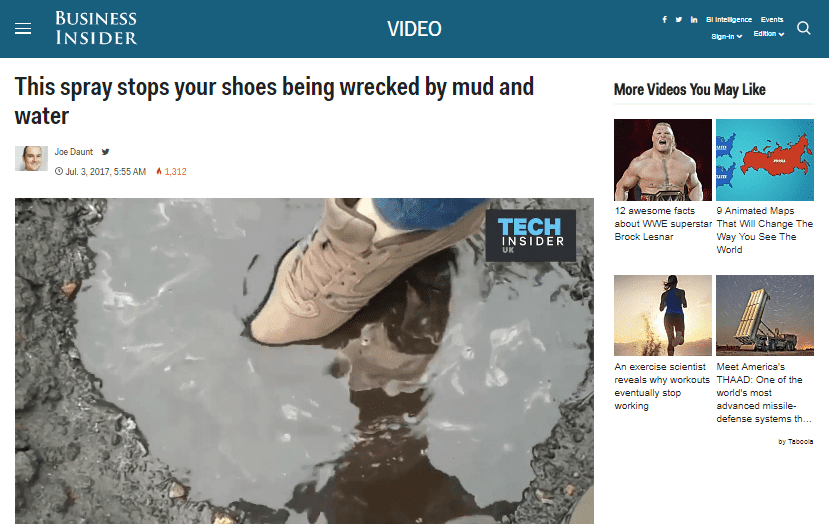 BUSINESS
INSIDER
VIDEO
BI Intelligence Events
Sign-in
Edition
This spray stops your shoes being wrecked by mud and
water
Joe Daunt
Jul. 3, 2017, 5:55 AM 1,312
TECH
INSIDER
UK
More Videos You May Like
12 awesome facts
about WWE superstar
Brock Lesnar
9 Animated Maps
That Will Change The
Way You See The
World
An exercise scientist
reveals why workouts
eventually stop
working
Meet America's
THAAD: One of the
world's most
advanced missile-
defense systems th...
by Taboola